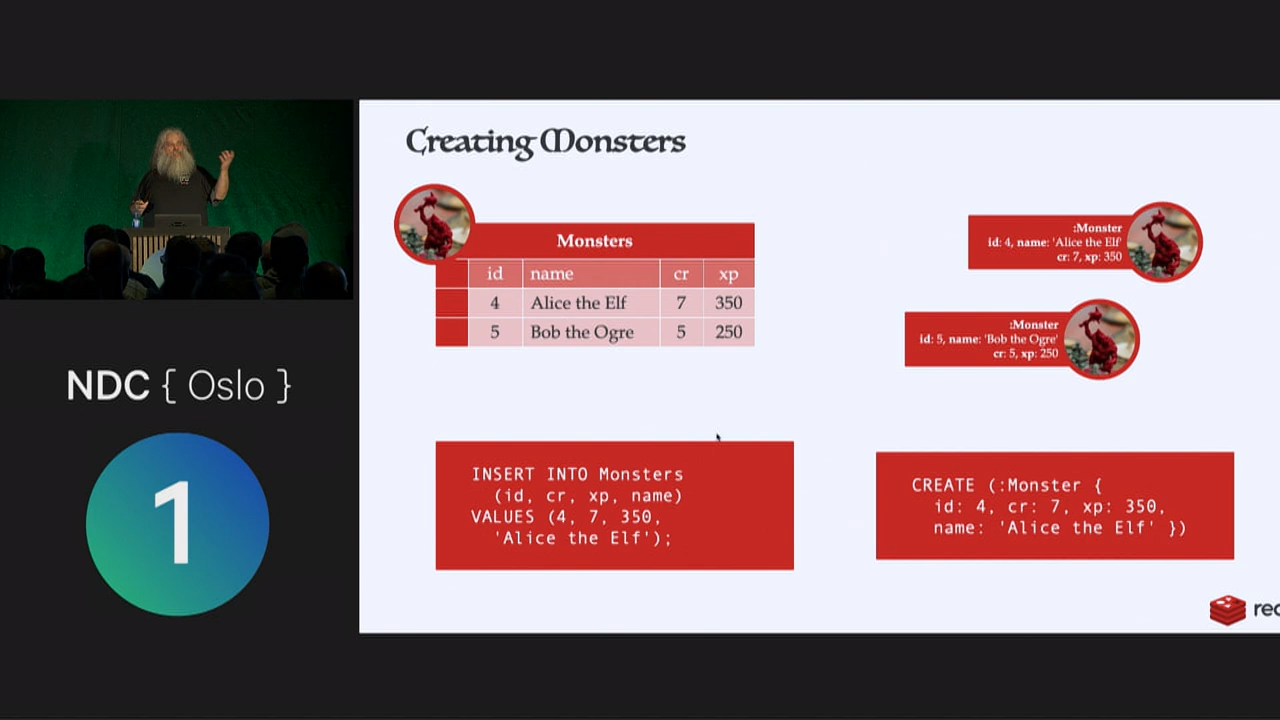 Creating Monsters
Monsters
id name cr xp
4 Alice the Elf 7 350
5 Bob the Ogre 5 250
:Monster
id: 4, name: 'Alice the Elf'
cr: 7, xp: 350
:Monster
id: 5, name: 'Bob the Ogre'
cr: 5, xp: 250
INSERT INTO Monsters
(id, cr, xp, name)
VALUES (4, 7, 350,
'Alice the Elf');
CREATE (:Monster {
id: 4, cr: 7, xp: 350,
name: 'Alice the Elf' })
NDC { Oslo }
1